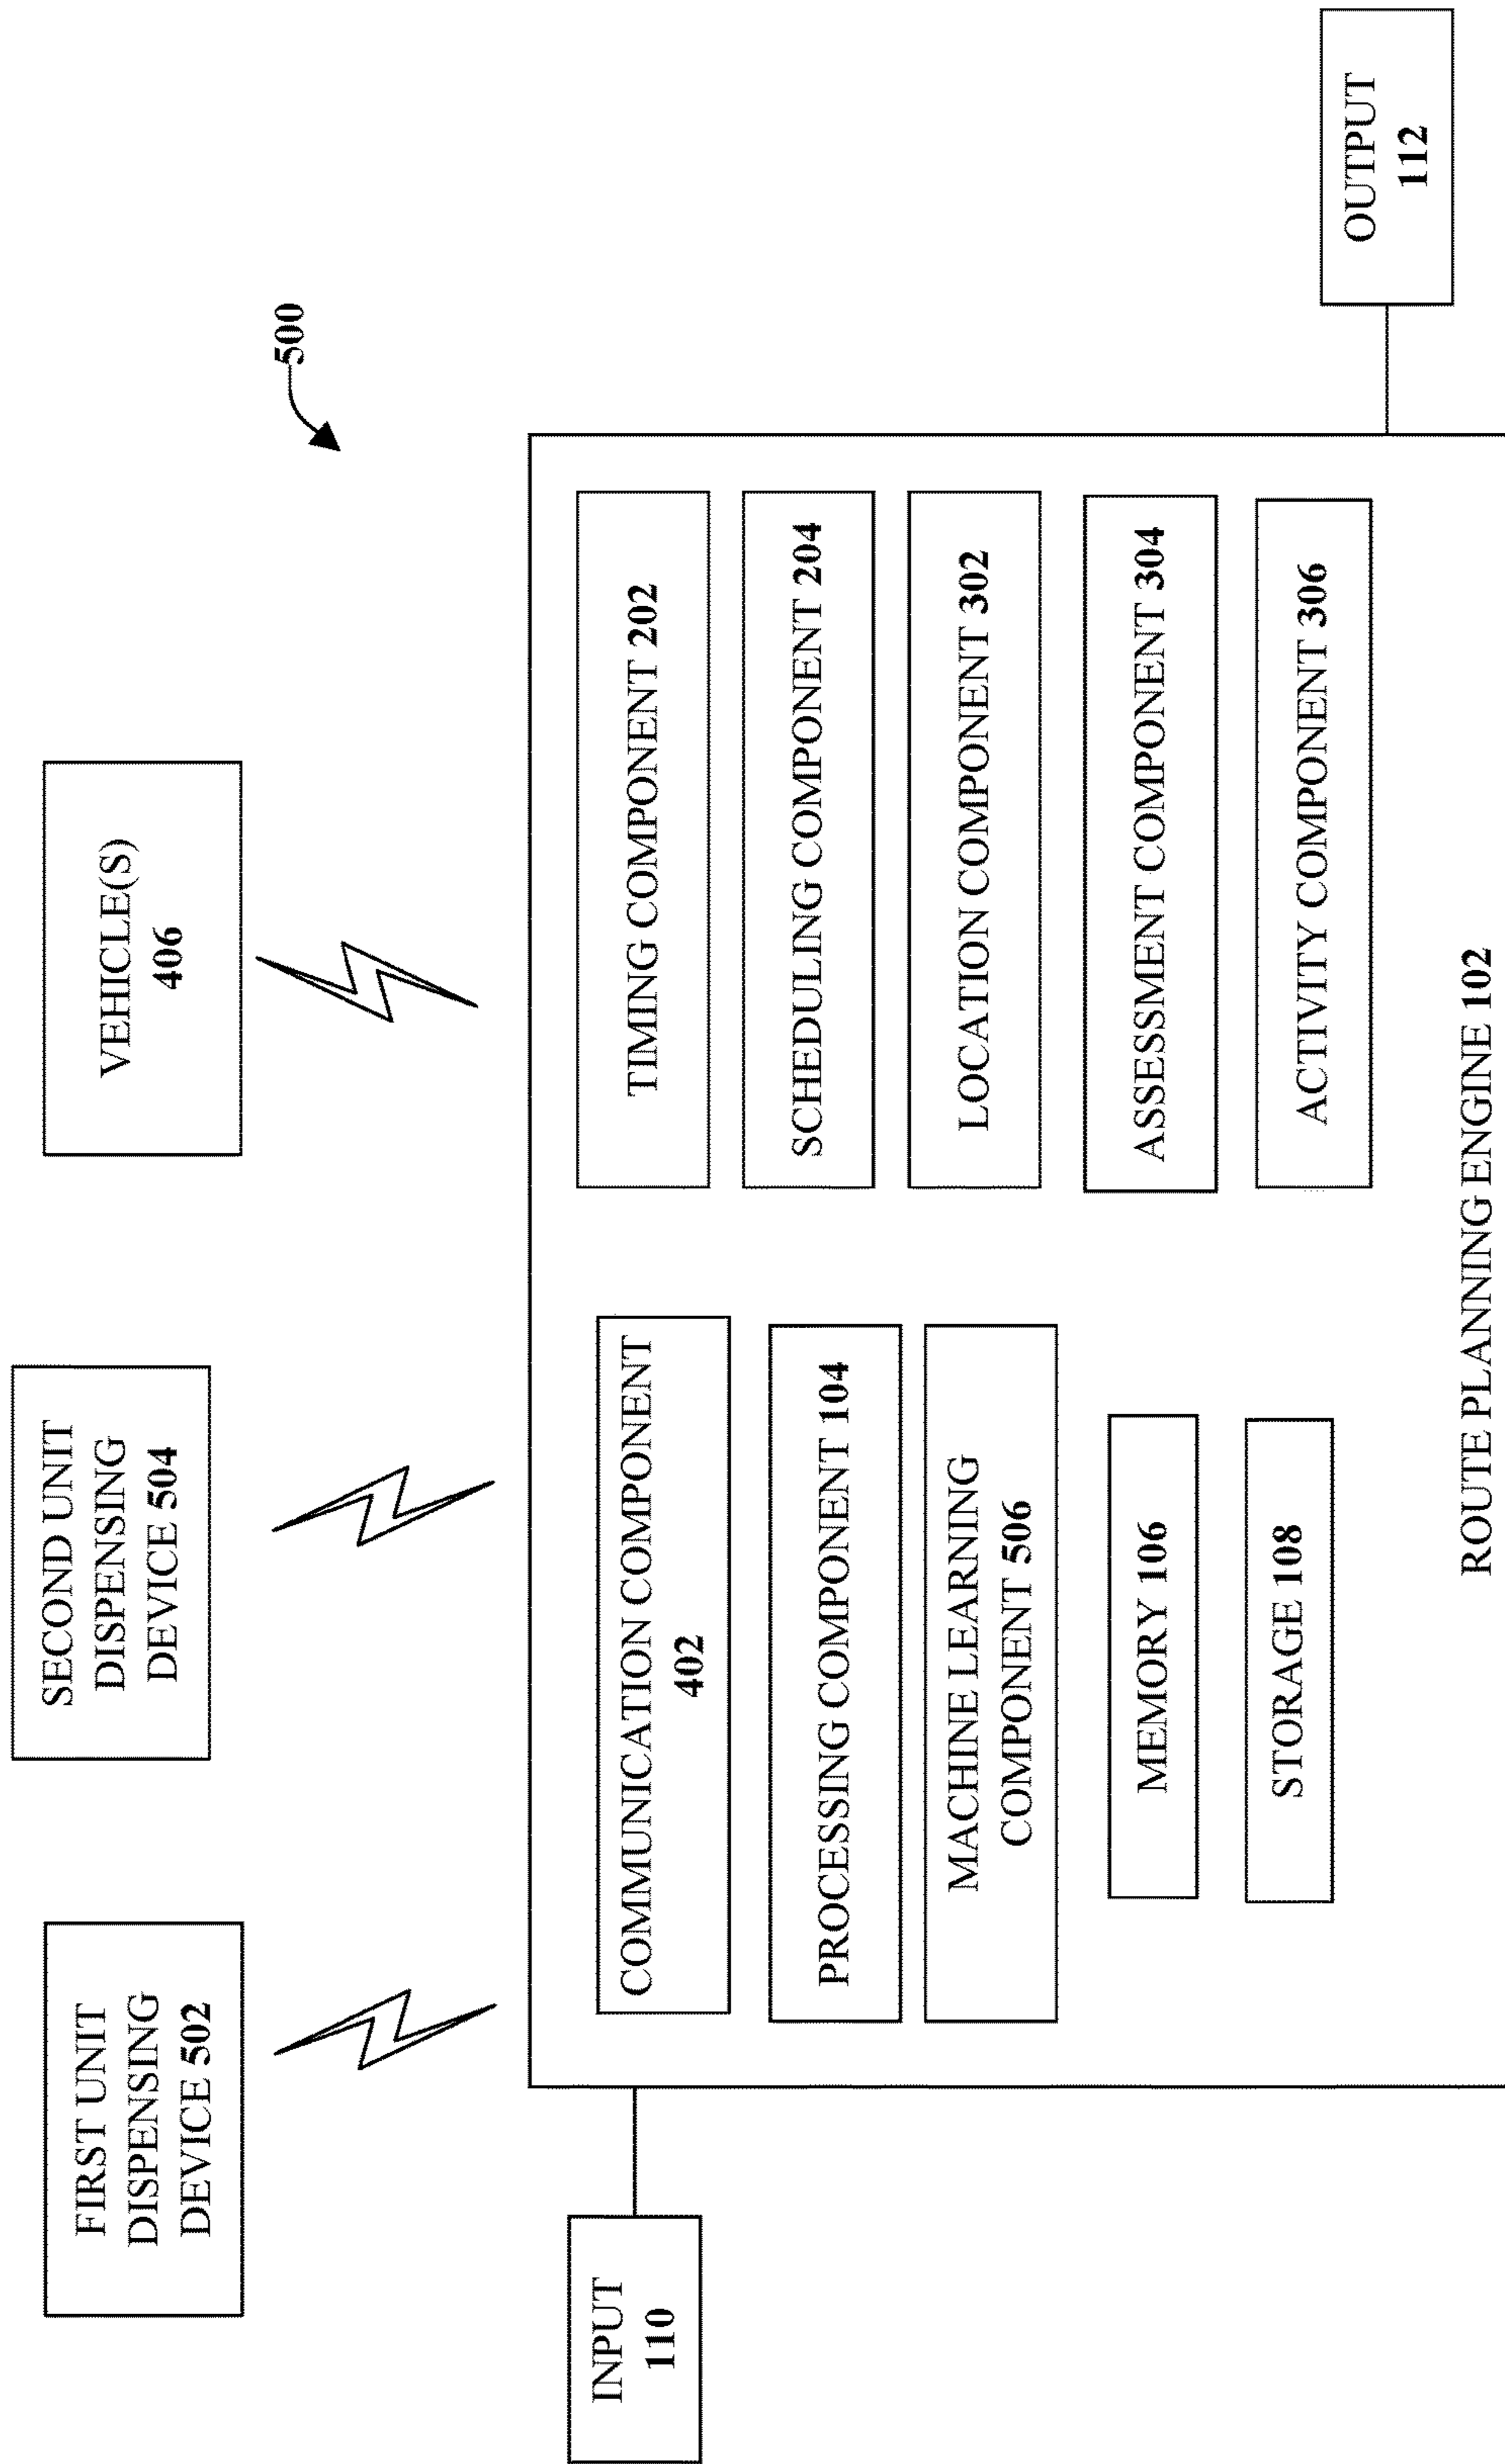 FIRST UNIT
DISPENSING
DEVICE 502
SECOND UNIT
DISPENSING
DEVICE 504
VEHICLE(S)
406
500
INPUT
110
COMMUNICATION COMPONENT
402
PROCESSING COMPONENT 104
MACHINE LEARNING
COMPONENT 506
MEMORY 106
STORAGE 108
TIMING COMPONENT 202
SCHEDULING COMPONENT 204
LOCATION COMPONENT 302
ASSESSMENT COMPONENT 304
ACTIVITY COMPONENT 306
ROUTE PLANNING ENGINE 102
OUTPUT
112